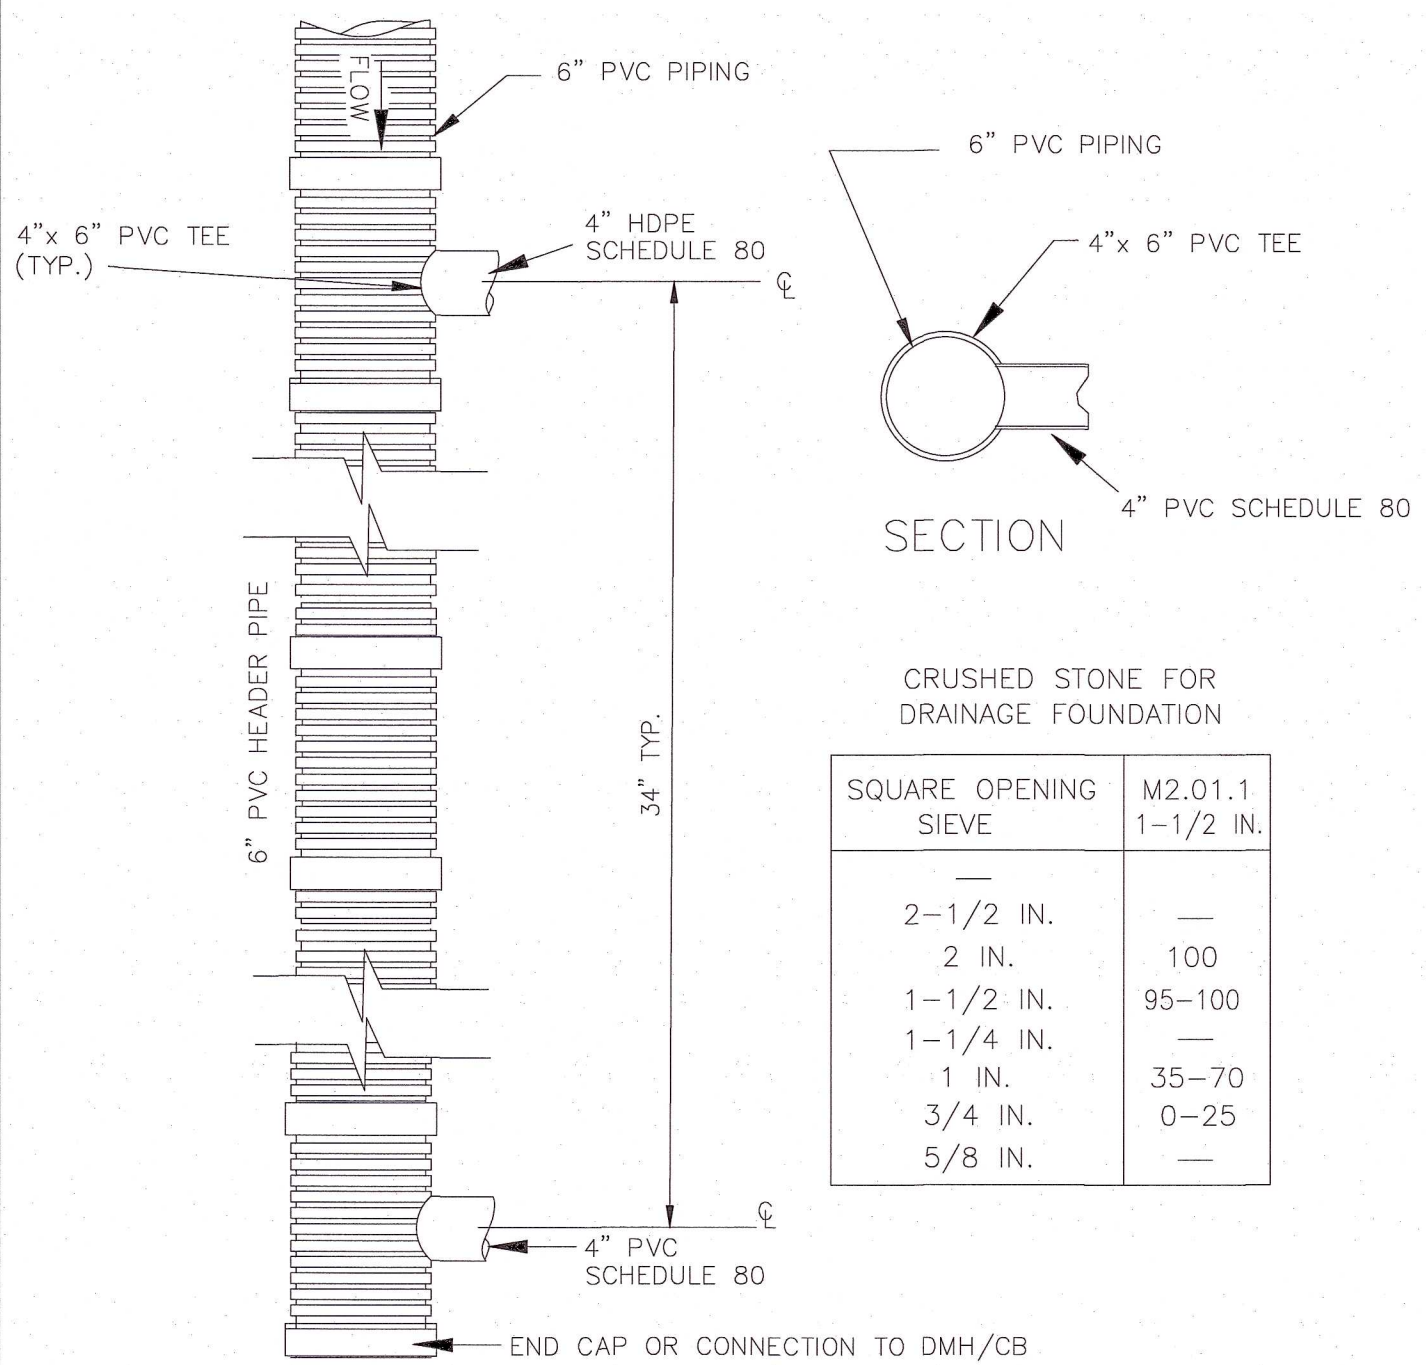 FLOW
6" PVC PIPING
4"x 6" PVC TEE
(TYP.)
4" HDPE
SCHEDULE 80
℄
6" PVC HEADER PIPE
34" TYP.
℄
4" PVC
SCHEDULE 80
END CAP OR CONNECTION TO DMH/CB
6" PVC PIPING
4"x 6" PVC TEE
4" PVC SCHEDULE 80
SECTION
CRUSHED STONE FOR
DRAINAGE FOUNDATION
SQUARE OPENING M2.01.1
SIEVE 1-1/2 IN.
—
2-1/2 IN. —
2 IN. 100
1-1/2 IN. 95-100
1-1/4 IN. —
1 IN. 35-70
3/4 IN. 0-25
5/8 IN. —